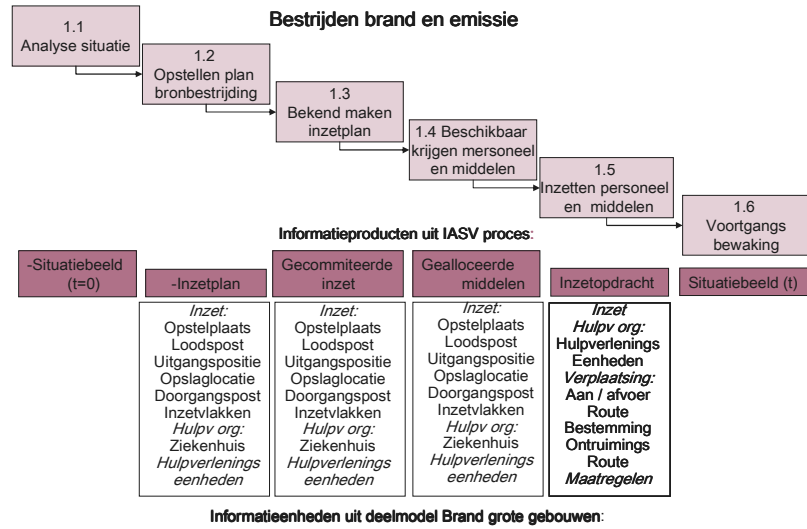 Bestrijden brand en emissie
1.1
Analyse situatie
1.2
Opstellen plan
bronbestrijding
1.3
Bekend maken
inzetplan
1.4 Beschikbaar
krijgen mersoneel
en middelen
1.5
Inzetten personeel
en middelen
1.6
Voortgangs
bewaking
Informatieproducten uit IASV proces:
-Situatiebeeld
(t=0)
-Inzetplan
Gecommiteerde
inzet
Gealloceerde
middelen
Inzetopdracht
Situatiebeeld (t)
Inzet:
Opstelplaats
Loodspost
Uitgangspositie
Opslaglocatie
Doorgangspost
Inzetvlakken
Hulpv org:
Ziekenhuis
Hulpverlenings
eenheden
Inzet:
Opstelplaats
Loodspost
Uitgangspositie
Opslaglocatie
Doorgangspost
Inzetvlakken
Hulpv org:
Ziekenhuis
Hulpverlenings
eenheden
Inzet:
Opstelplaats
Loodspost
Uitgangspositie
Opslaglocatie
Doorgangspost
Inzetvlakken
Hulpv org:
Ziekenhuis
Hulpverlenings
eenheden
Inzet
Hulpv org:
Hulpverlenings
Eenheden
Verplaatsing:
Aan / afvoer
Route
Bestemming
Ontruimings
Route
Maatregelen
Informatieenheden uit deelmodel Brand grote gebouwen: